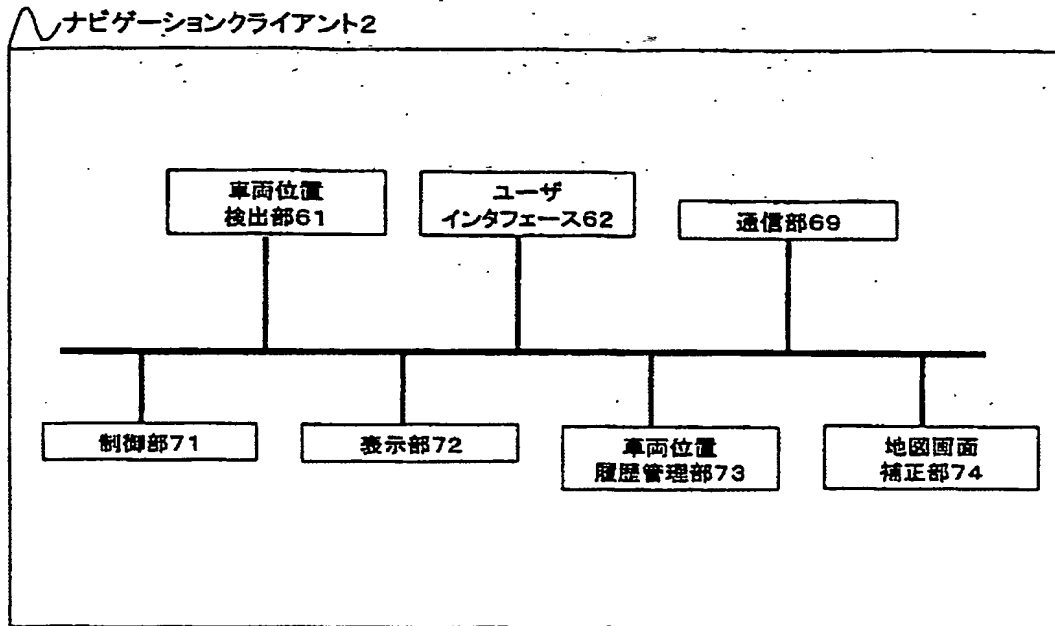 ナビゲーションクライアント2
車両位置
検出部61
ユーザ
インタフェース62
通信部69
制御部71
表示部72
車両位置
履歴管理部73
地図画面
補正部74